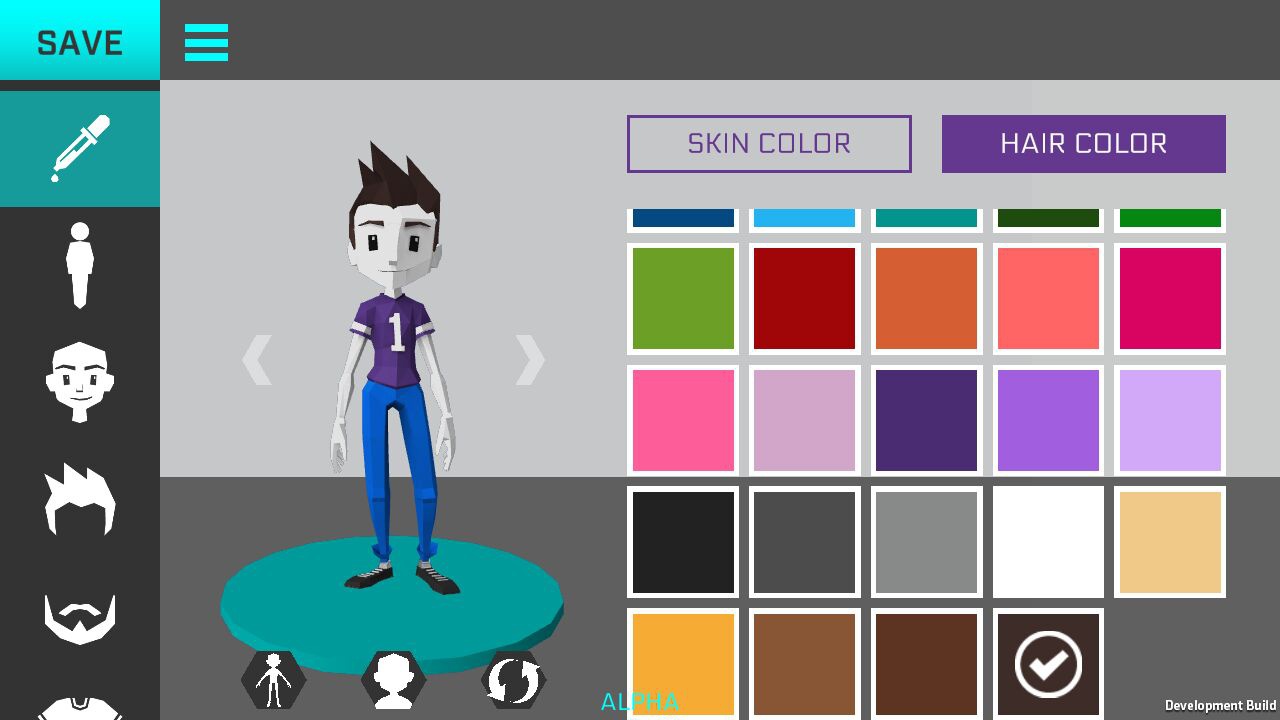 SAVE
SKIN COLOR
HAIR COLOR
1
ALPHA
Development Build